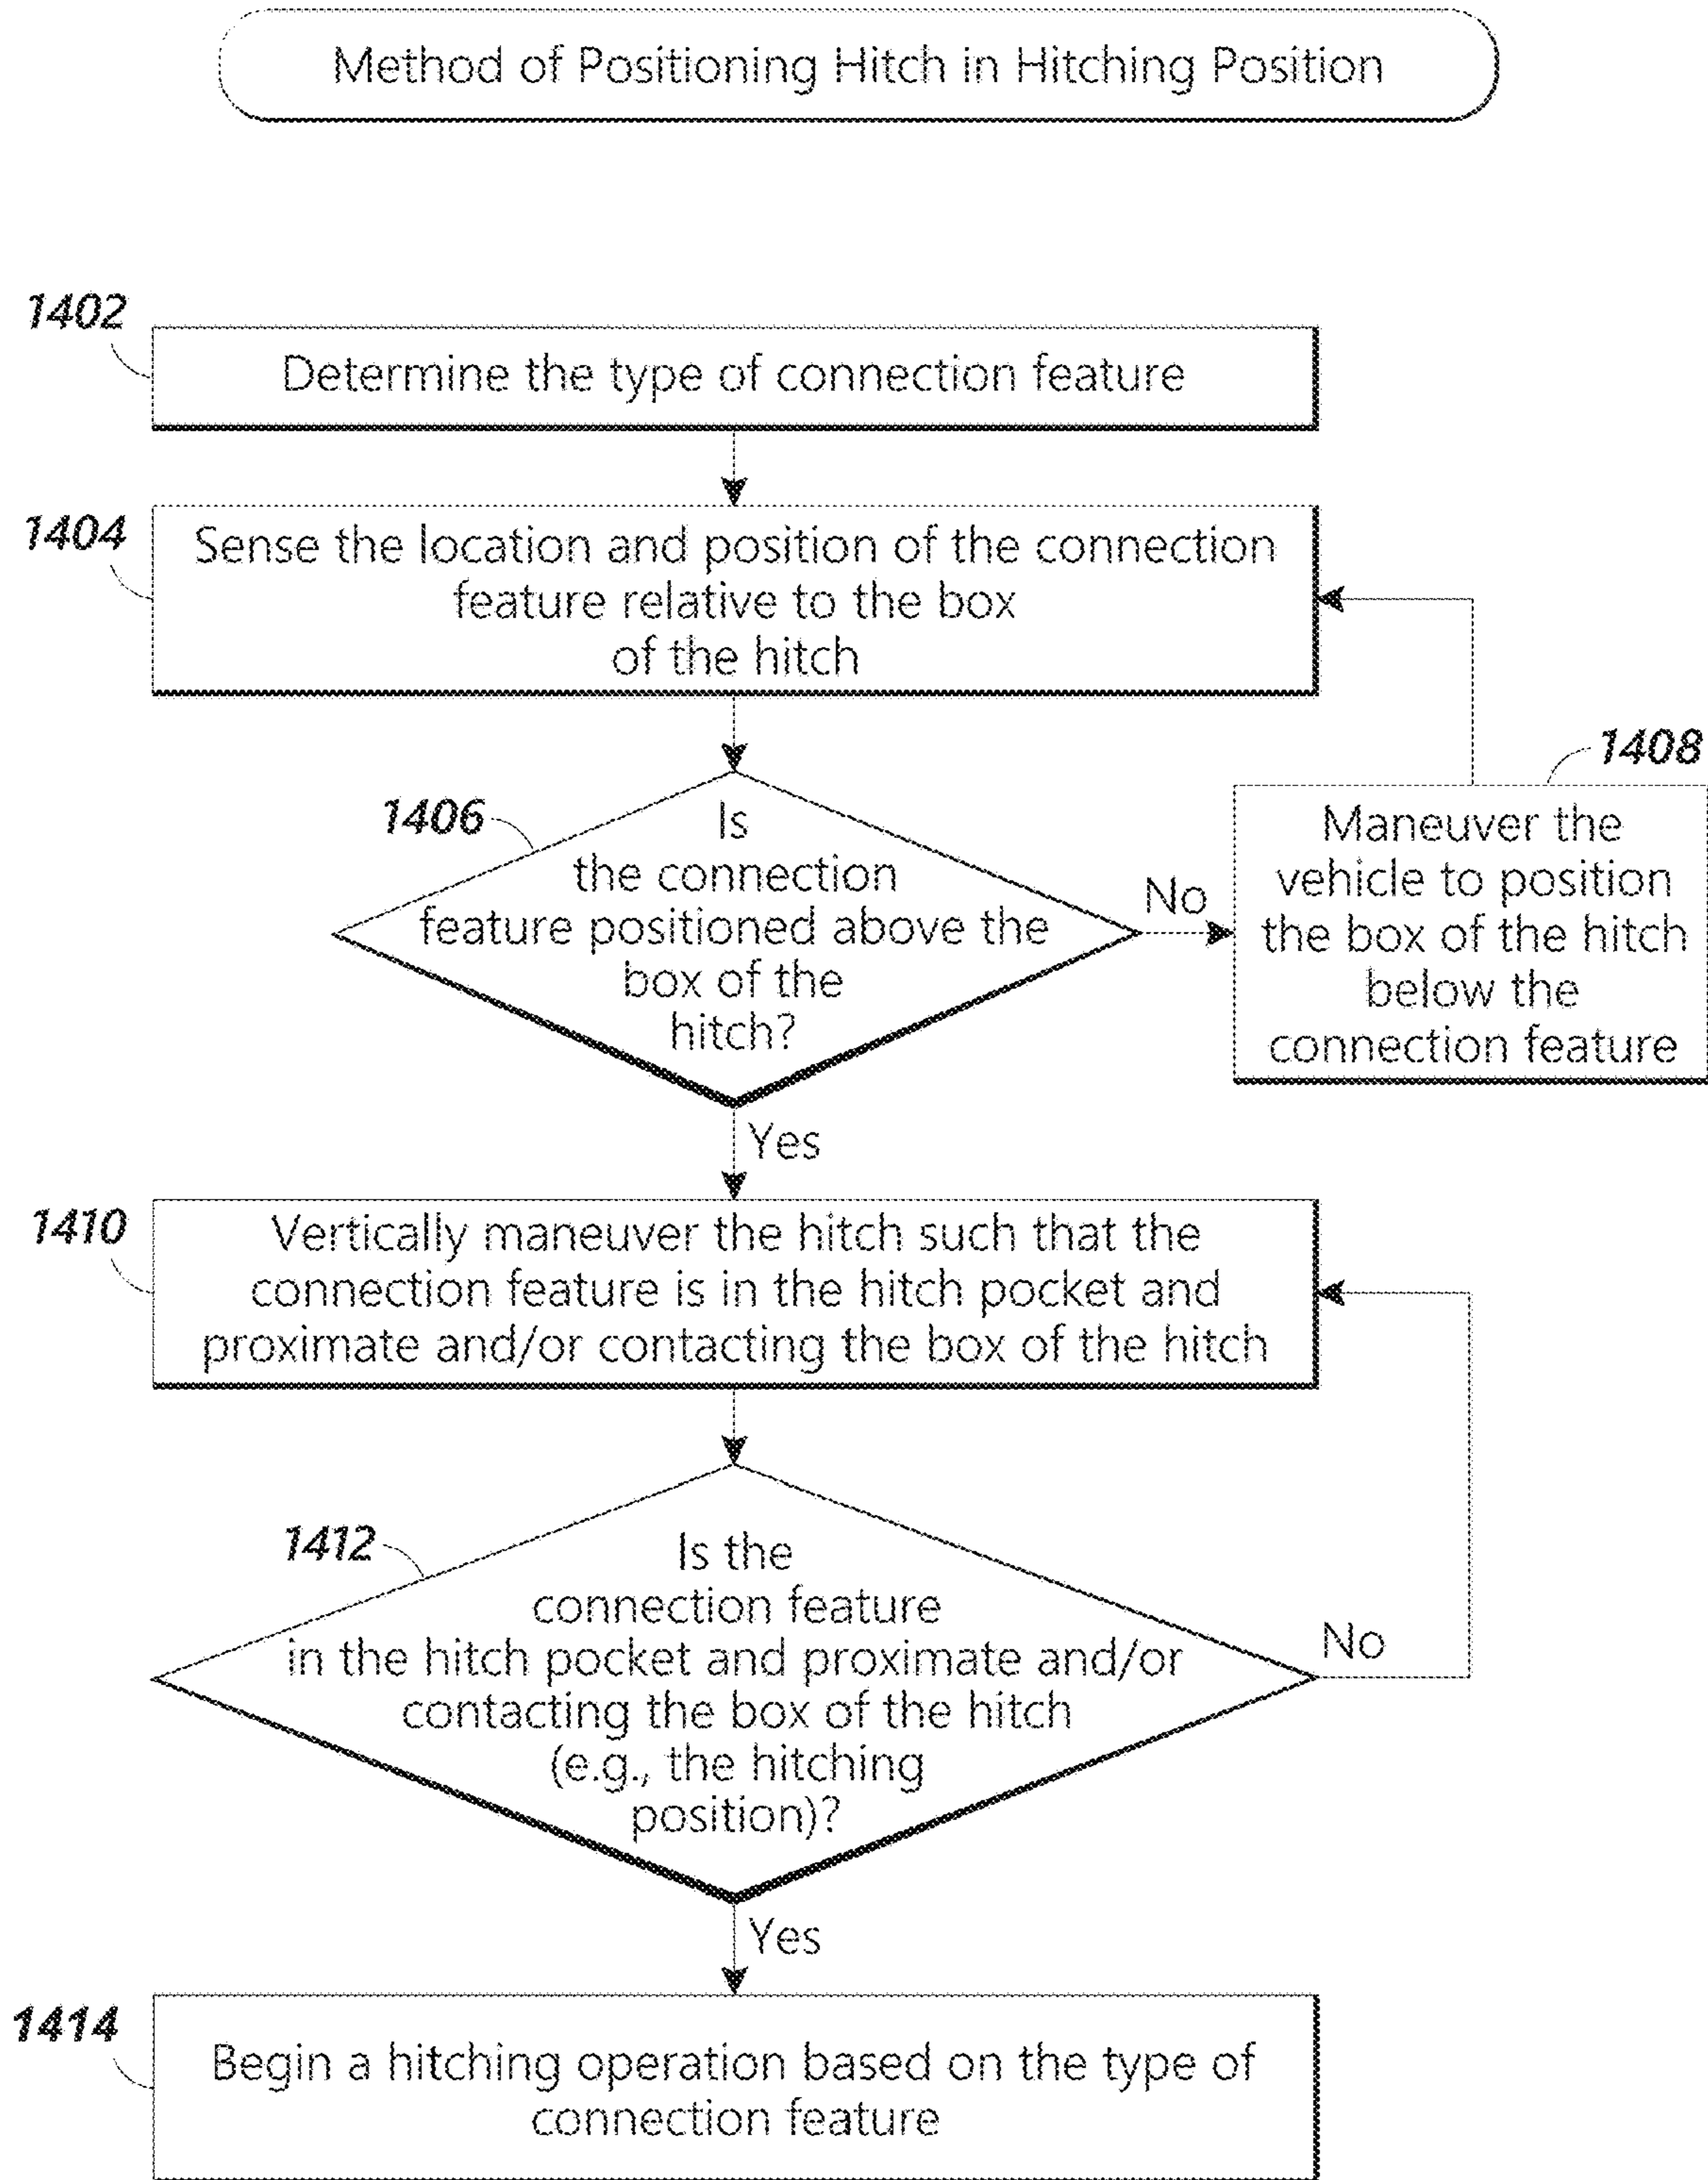 Method of Positioning Hitch in Hitching Position
1402
Determine the type of connection feature
1404
Sense the location and position of the connection
feature relative to the box
of the hitch
1406
Is
the connection
feature positioned above the
box of the
hitch?
No
1408
Maneuver the
vehicle to position
the box of the hitch
below the
connection feature
Yes
1410
Vertically maneuver the hitch such that the
connection feature is in the hitch pocket and
proximate and/or contacting the box of the hitch
1412
Is the
connection feature
in the hitch pocket and proximate and/or
contacting the box of the hitch
(e.g., the hitching
position)?
No
Yes
1414
Begin a hitching operation based on the type of
connection feature